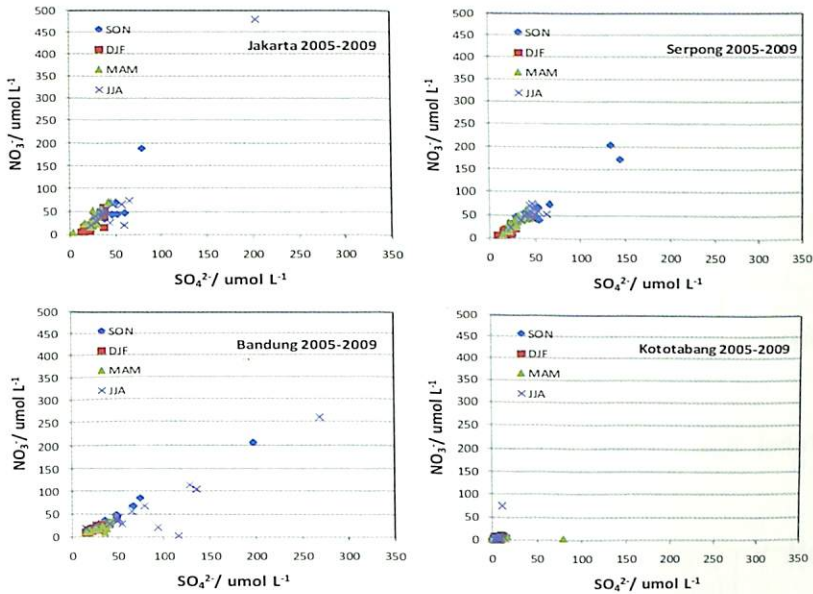 500
450
400
350
300
250
200
150
100
50
0
NO₃⁻/ umol L⁻¹
SON
DJF
MAM
JJA
Jakarta 2005-2009
0 50 100 150 200 250 300 350
SO₄²⁻/ umol L⁻¹
500
450
400
350
300
250
200
150
100
50
0
NO₃⁻/ umol L⁻¹
SON
DJF
MAM
JJA
Serpong 2005-2009
0 50 100 150 200 250 300 350
SO₄²⁻/ umol L⁻¹
500
450
400
350
300
250
200
150
100
50
0
NO₃⁻/ umol L⁻¹
SON
DJF
MAM
JJA
Bandung 2005-2009
0 50 100 150 200 250 300 350
SO₄²⁻/ umol L⁻¹
500
450
400
350
300
250
200
150
100
50
0
NO₃⁻/ umol L⁻¹
SON
DJF
MAM
JJA
Kototabang 2005-2009
0 50 100 150 200 250 300 350
SO₄²⁻/ umol L⁻¹